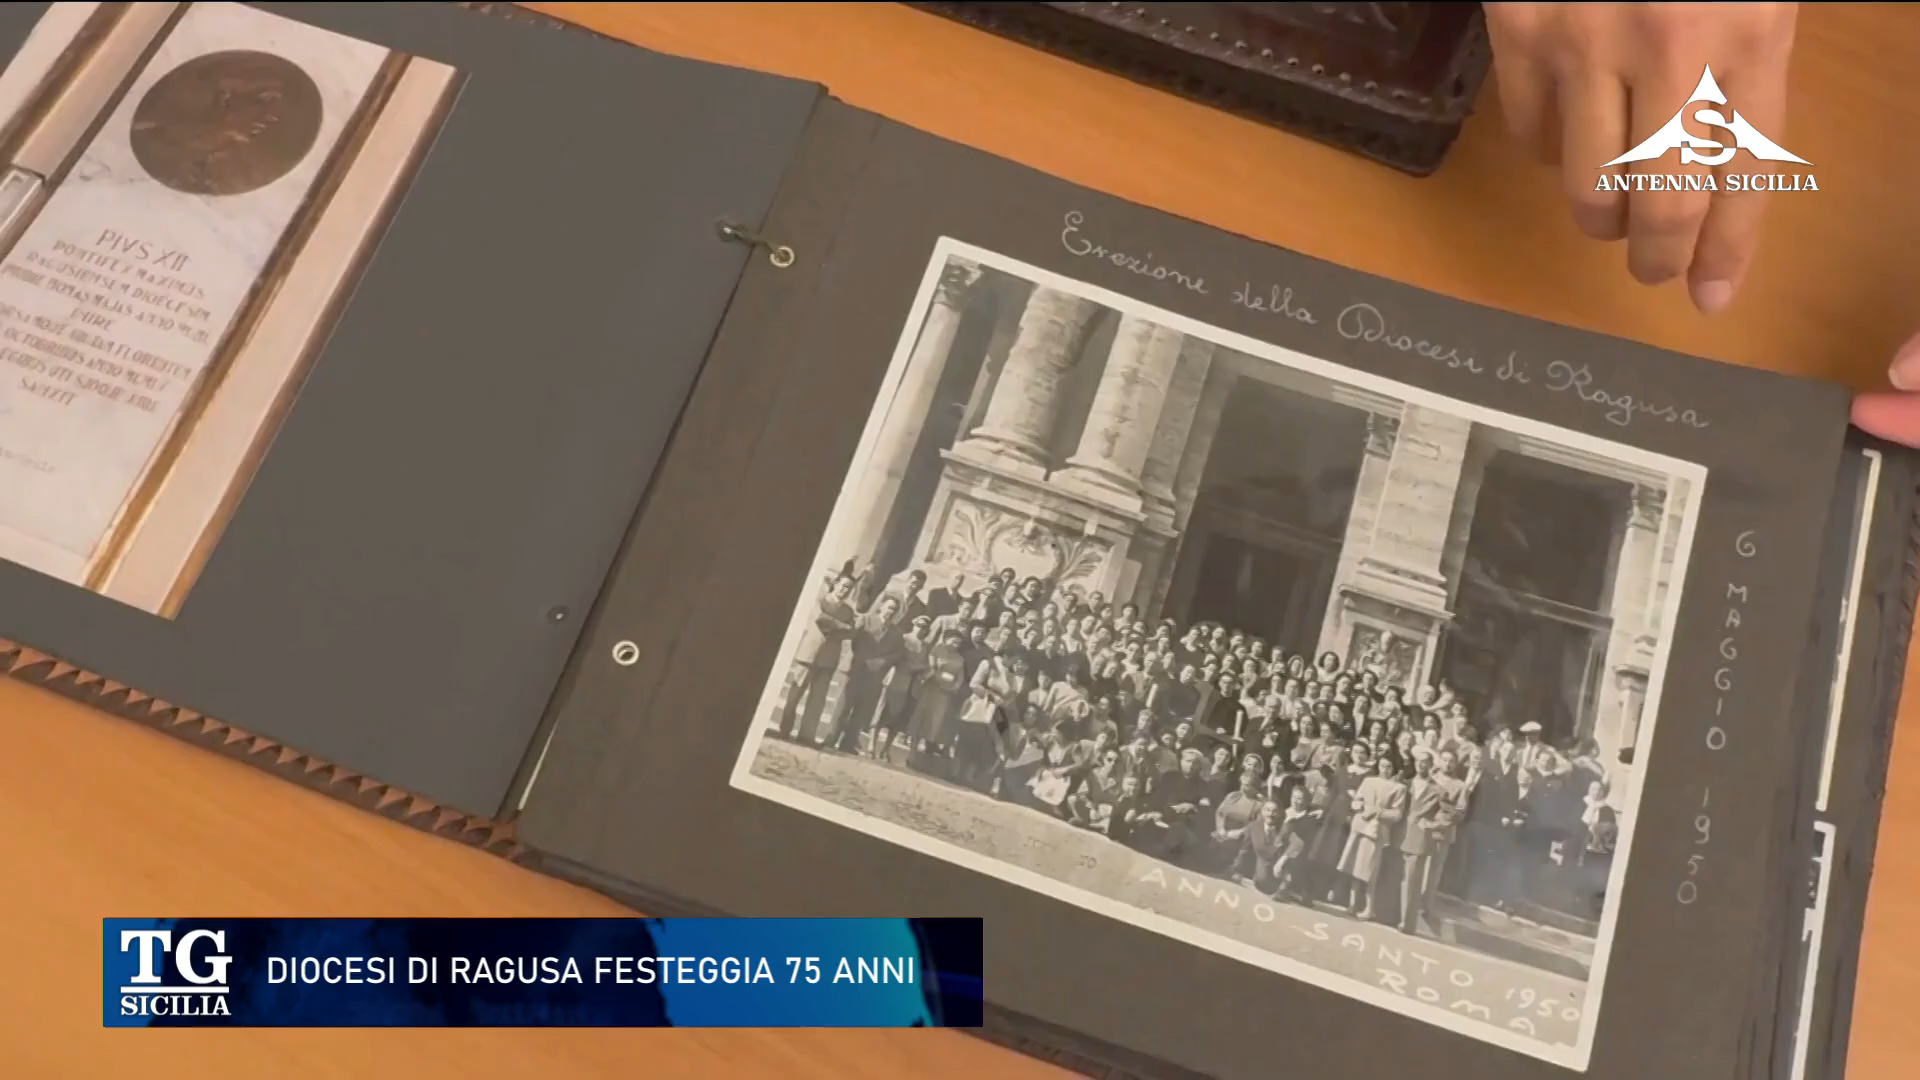 ANTENNA SICILIA
PIVS XII
PONTIFEX MAXIMVS
Erezione della Diocesi di Ragusa
6 MAGGIO 1950
ANNO SANTO 1950
ROMA
TG
SICILIA
DIOCESI DI RAGUSA FESTEGGIA 75 ANNI